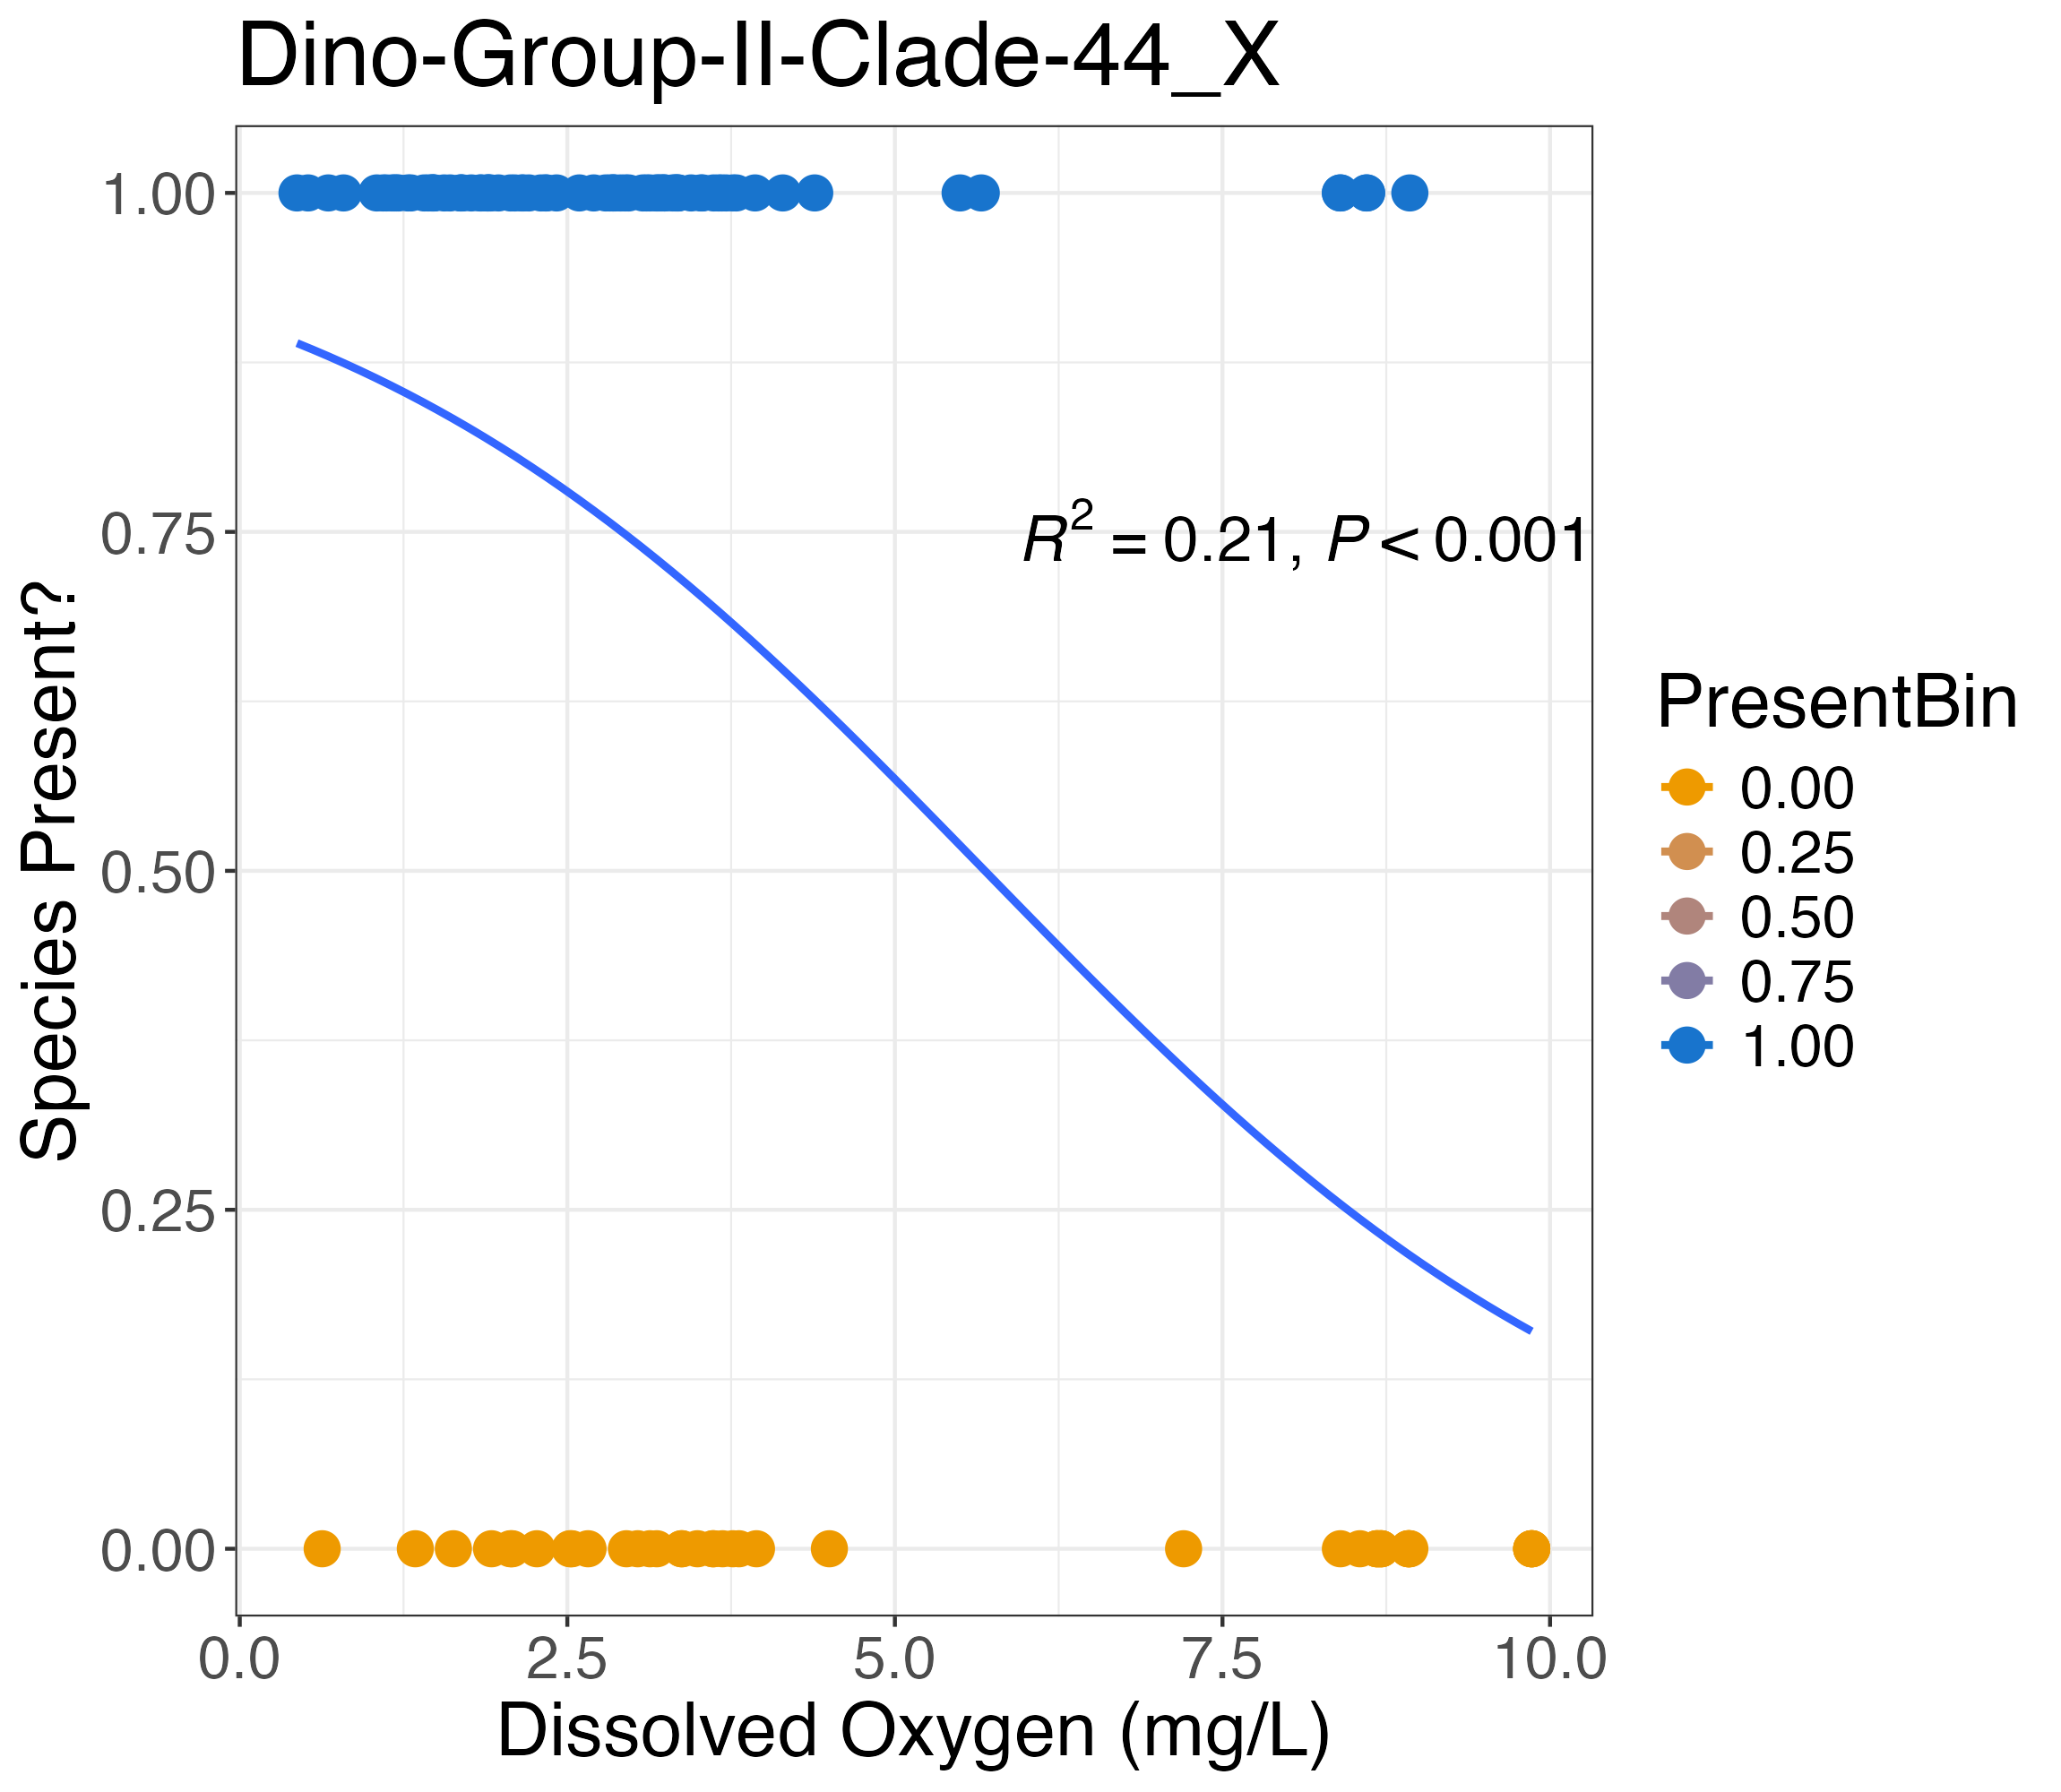 Dino-Group-II-Clade-44_X
1.00
0.75
0.50
0.25
0.00
Species Present?
R² = 0.21, P < 0.001
0.0 2.5 5.0 7.5 10.0
Dissolved Oxygen (mg/L)
PresentBin
0.00
0.25
0.50
0.75
1.00